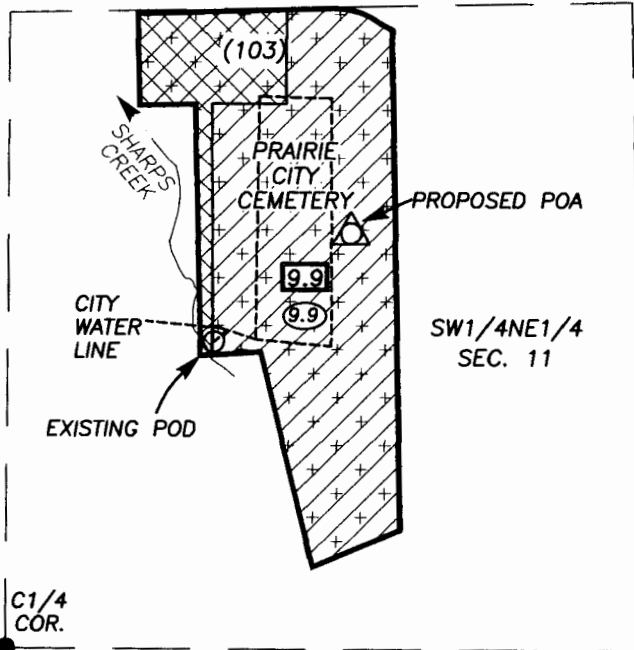 (103)
SHARPS
CREEK
PRAIRIE
CITY
CEMETERY
PROPOSED POA
9.9
9.9
CITY
WATER
LINE
SW1/4NE1/4
SEC. 11
EXISTING POD
C1/4
COR.